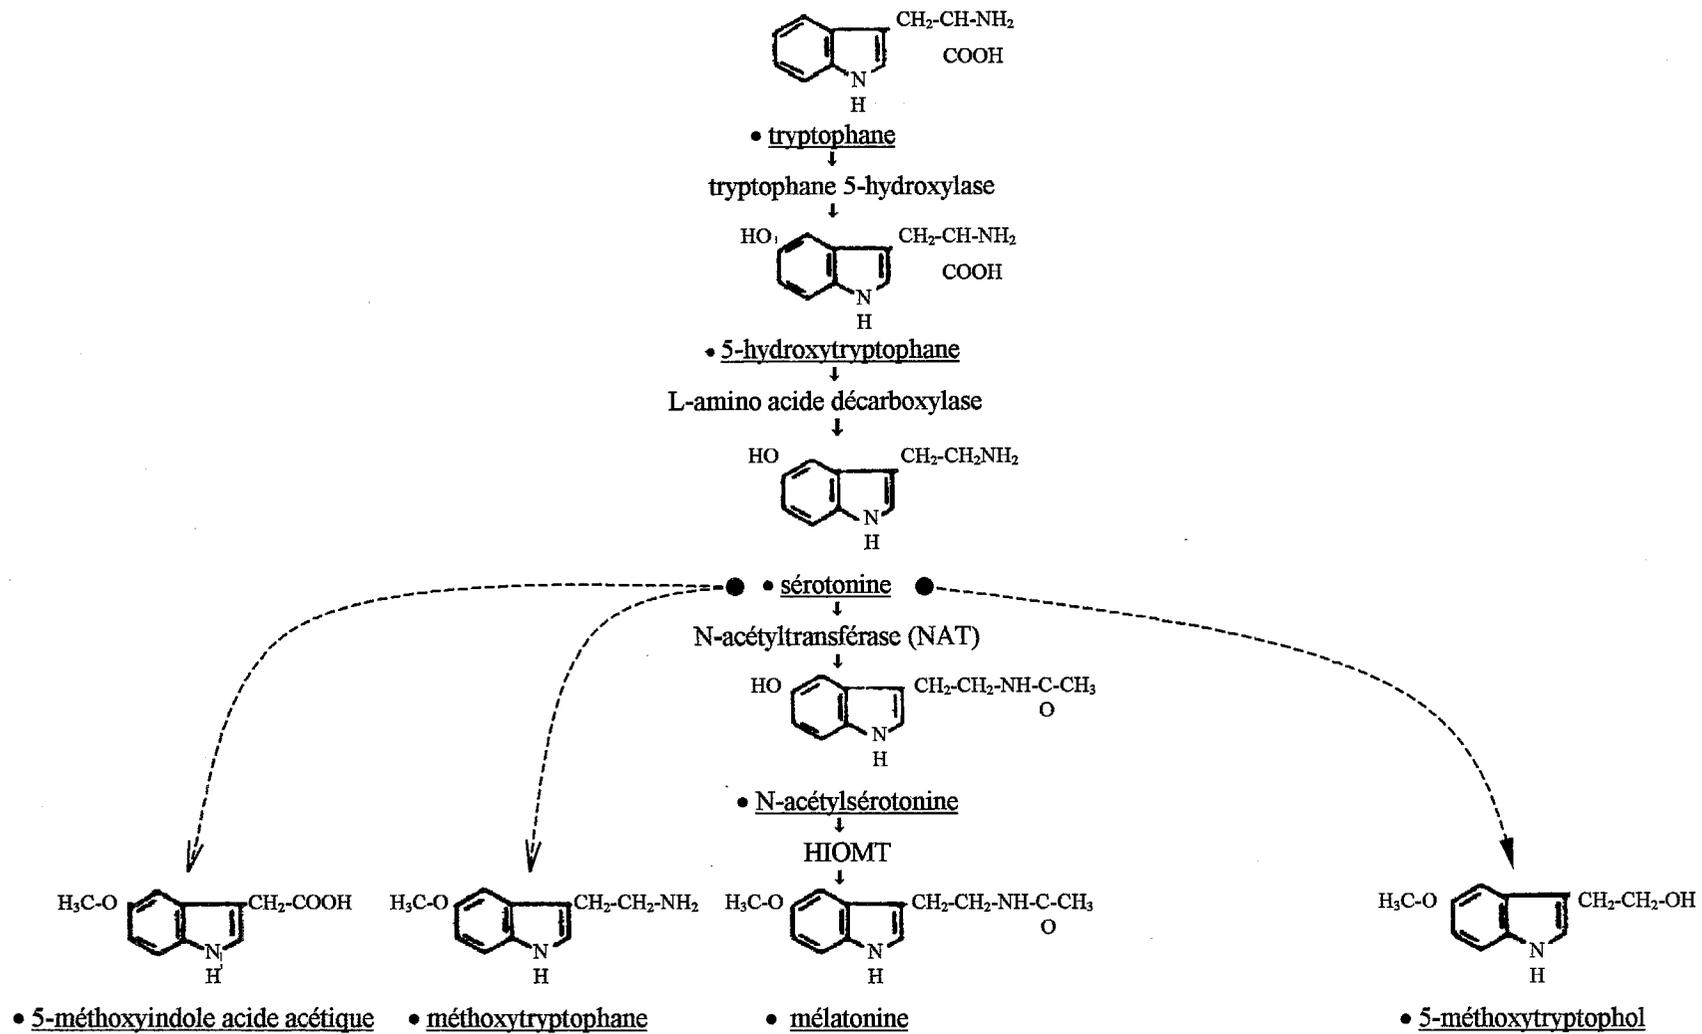 CH₂-CH-NH₂
COOH
N
H
• tryptophane
tryptophane 5-hydroxylase
HO CH₂-CH-NH₂
COOH
N
H
• 5-hydroxytryptophane
L-amino acide décarboxylase
HO CH₂-CH₂NH₂
N
H
• sérotonine
N-acétyltransférase (NAT)
HO CH₂-CH₂-NH-C-CH₃
O
N
H
• N-acétylsérotonine
HIOMT
H₃C-O CH₂-COOH H₃C-O CH₂-CH₂-NH₂ H₃C-O CH₂-CH₂-NH-C-CH₃ H₃C-O CH₂-CH₂-OH
O
N N N N
H H H H
• 5-méthoxyindole acide acétique • méthoxytryptophane • mélatonine • 5-méthoxytryptophol